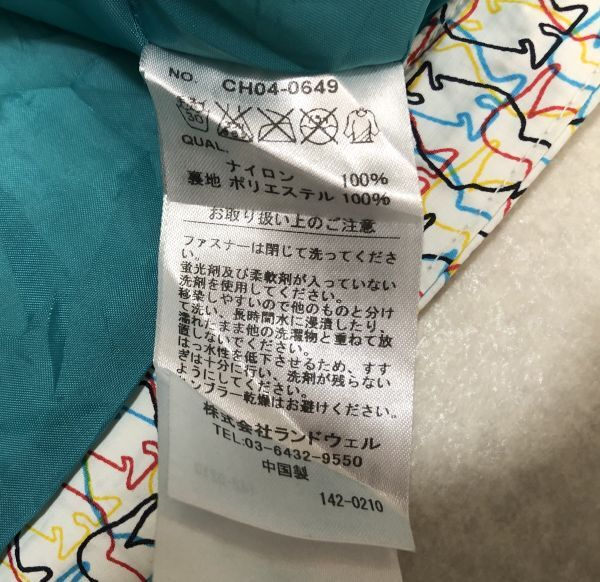 NO. CH04-0649
30
QUAL.
ナイロン 100%
裏地 ポリエステル 100%
お取り扱い上のご注意
ファスナーは閉じて洗ってくださ
い。
蛍光剤及び柔軟剤が入っていない
洗剤を使用してください。
移染しやすいので他のものと分け
て洗い、長時間水に浸漬したり、
濡れたまま他の洗濯物と重ねて放
置しないでください。
はっ水性を低下させるため、すす
ぎは十分に行い、洗剤が残らない
ようにしてください。
タンブラー乾燥はお避けください。
株式会社ランドウェル
TEL:03-6432-9550
中国製
142-0210